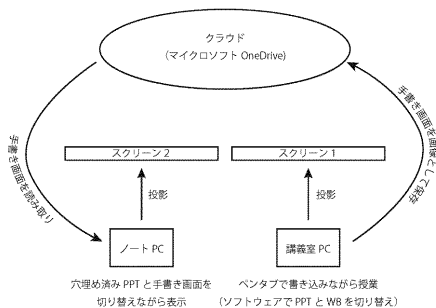 クラウド
(マイクロソフト OneDrive)
手書き画面を読み取り
手書き画面を画像として保存
スクリーン 2
スクリーン 1
投影
投影
ノート PC
講義室 PC
穴埋め済み PPT と手書き画面を
切り替えながら表示
ペンタブで書き込みながら授業
(ソフトウェアで PPT と WB を切り替え)